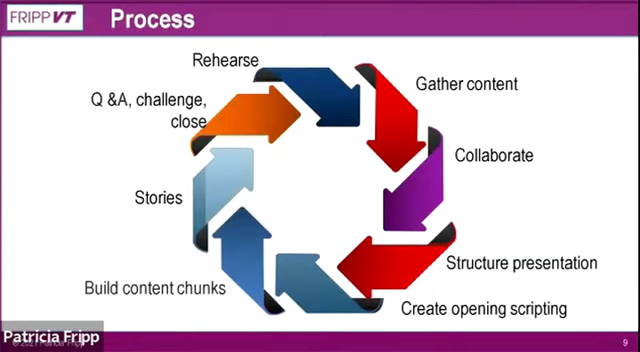 FRIPP VT
Process
Rehearse
Gather content
Q &A, challenge,
close
Collaborate
Stories
Structure presentation
Build content chunks
Create opening scripting
Patricia Fripp
9